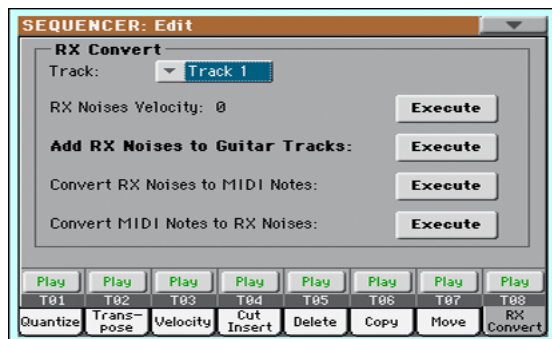 SEQUENCER: Edit
RX Convert
Track: Track 1
RX Noises Velocity: 0 Execute
Add RX Noises to Guitar Tracks: Execute
Convert RX Noises to MIDI Notes: Execute
Convert MIDI Notes to RX Noises: Execute
Play Play Play Play Play Play Play Play
T01 T02 T03 T04 T05 T06 T07 T08
Quantize Trans-pose Velocity Cut Insert Delete Copy Move RX Convert